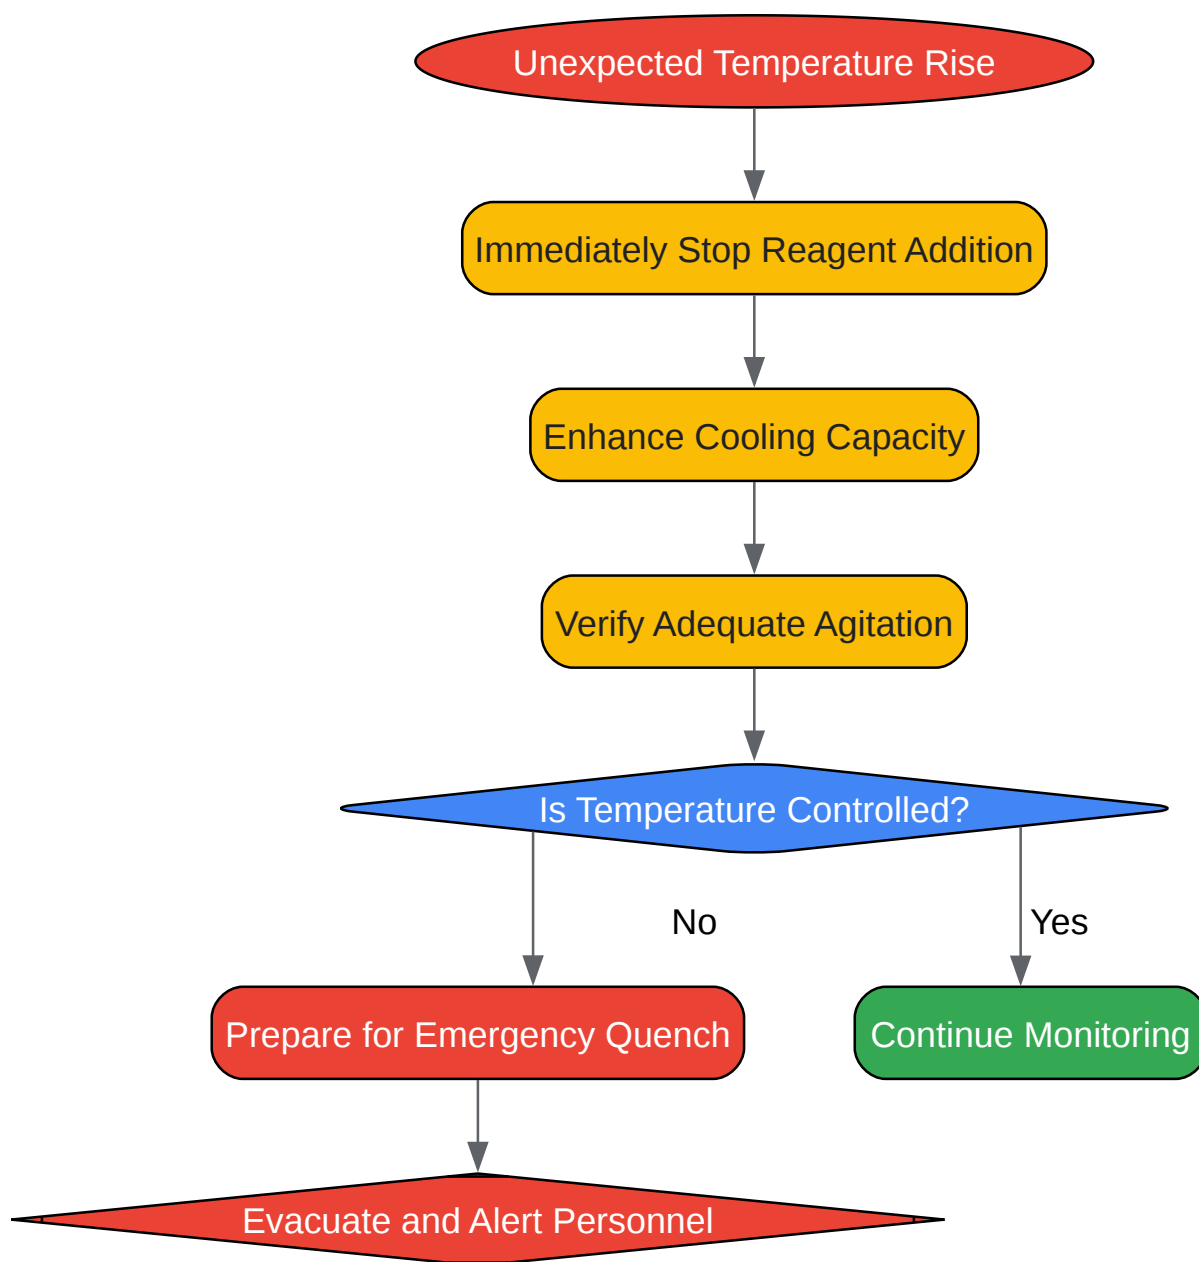 Unexpected Temperature Rise
Immediately Stop Reagent Addition
Enhance Cooling Capacity
Verify Adequate Agitation
Is Temperature Controlled?
No
Yes
Prepare for Emergency Quench
Continue Monitoring
Evacuate and Alert Personnel